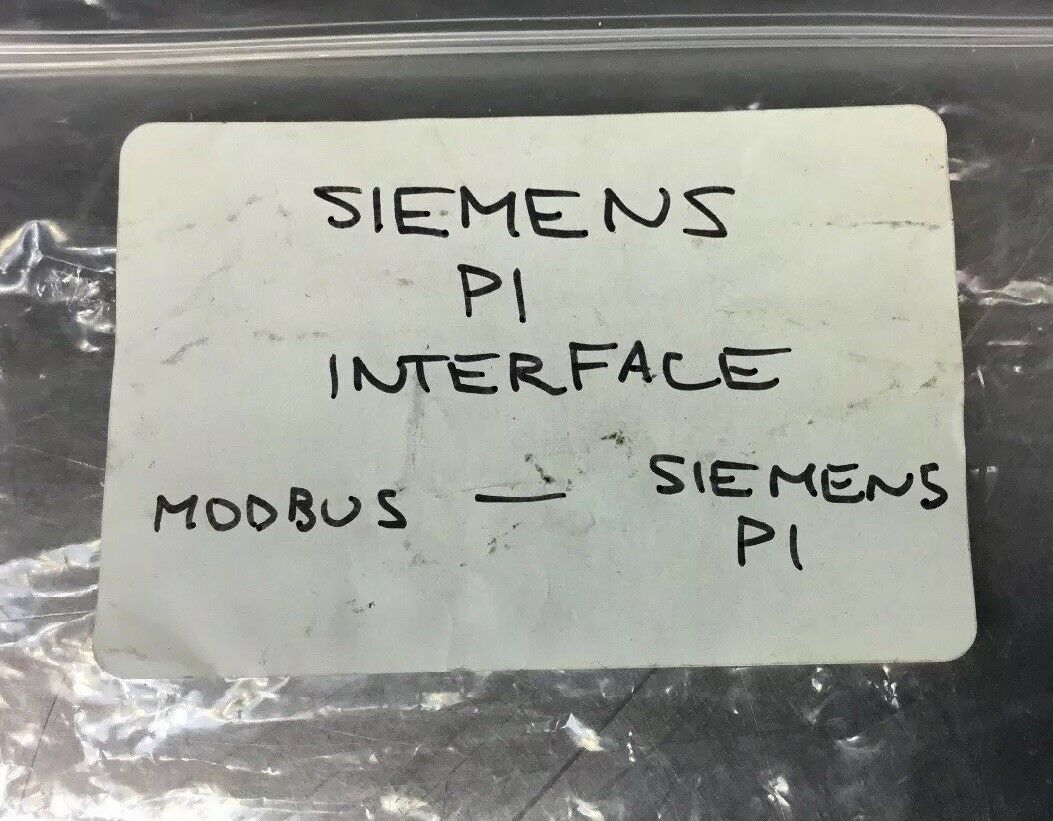 SIEMENS
PI
INTERFACE
MODBUS — SIEMENS
PI